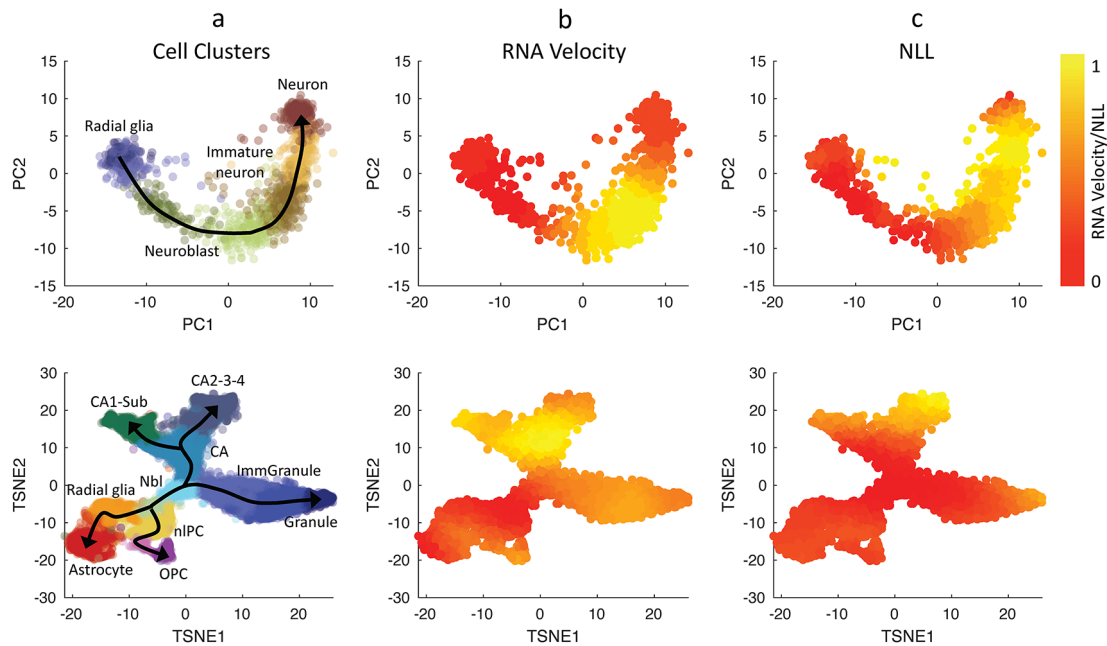 a
b
c
Cell Clusters
RNA Velocity
NLL
15
10
5
0
-5
-10
-15
-20
-10
0
10
PC2
PC1
Neuron
Radial glia
Immature
neuron
Neuroblast
15
10
5
0
-5
-10
-15
-20
-10
0
10
PC2
PC1
15
10
5
0
-5
-10
-15
-20
-10
0
10
PC2
PC1
1
0
RNA Velocity/NLL
30
20
10
0
-10
-20
-30
-20
-10
0
10
20
TSNE2
TSNE1
CA2-3-4
CA1-Sub
CA
Nbl
ImmGranule
Radial glia
Granule
nIPC
Astrocyte
OPC
30
20
10
0
-10
-20
-30
-20
-10
0
10
20
TSNE2
TSNE1
30
20
10
0
-10
-20
-30
-20
-10
0
10
20
TSNE2
TSNE1